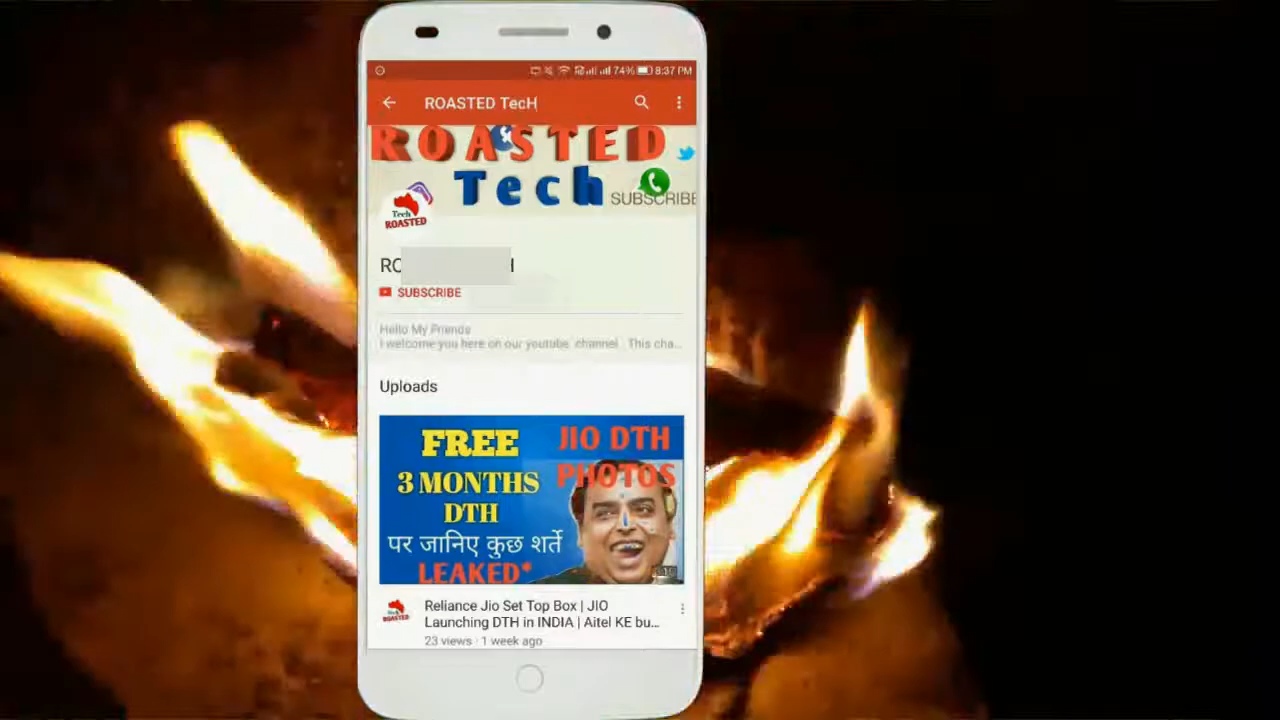 74% 8:37 PM
ROASTED TecH
ROASTED
Tech
SUBSCRIBE
Tech
ROASTED
SUBSCRIBE
Hello My Friends
I welcome you here on our youtube channel . This cha...
Uploads
FREE
JIO DTH
PHOTOS
3 MONTHS
DTH
पर जानिए कुछ शर्ते
LEAKED*
Tech
ROASTED
Reliance Jio Set Top Box | JIO
Launching DTH in INDIA | Aitel KE bu...
23 views · 1 week ago